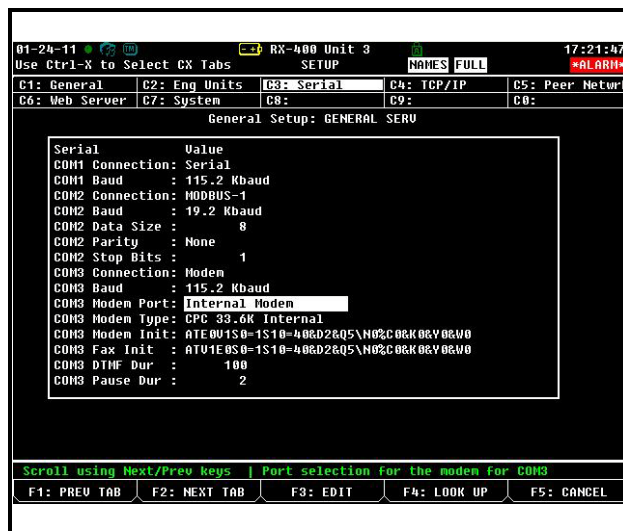 01-24-11 TM -+ RX-400 Unit 3 17:21:47
Use Ctrl-X to Select CX Tabs SETUP NAMES FULL *ALARM*
C1: General C2: Eng Units C3: Serial C4: TCP/IP C5: Peer Networ
C6: Web Server C7: System C8: C9: C0:
General Setup: GENERAL SERV
Serial Value
COM1 Connection: Serial
COM1 Baud : 115.2 Kbaud
COM2 Connection: MODBUS-1
COM2 Baud : 19.2 Kbaud
COM2 Data Size : 8
COM2 Parity : None
COM2 Stop Bits : 1
COM3 Connection: Modem
COM3 Baud : 115.2 Kbaud
COM3 Modem Port: Internal Modem
COM3 Modem Type: CPC 33.6K Internal
COM3 Modem Init: ATE0V1S0=1S10=40&D2&Q5\N0%C0&K0&Y0&W0
COM3 Fax Init : ATV1E0S0=1S10=40&D2&Q5\N0%C0&K0&Y0&W0
COM3 DTMF Dur : 100
COM3 Pause Dur : 2
Scroll using Next/Prev keys | Port selection for the modem for COM3
F1: PREV TAB F2: NEXT TAB F3: EDIT F4: LOOK UP F5: CANCEL